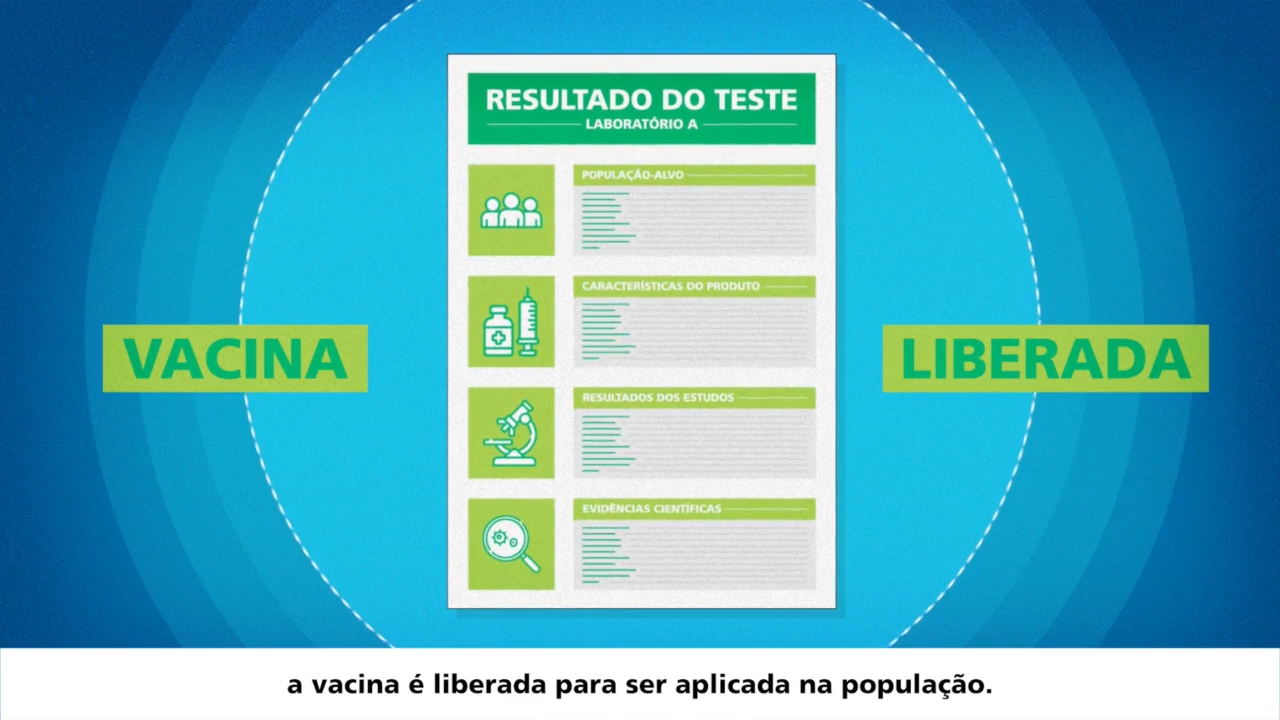 RESULTADO DO TESTE
LABORATÓRIO A
POPULAÇÃO-ALVO
CARACTERÍSTICAS DO PRODUTO
VACINA
LIBERADA
RESULTADOS DOS ESTUDOS
EVIDÊNCIAS CIENTÍFICAS
a vacina é liberada para ser aplicada na população.